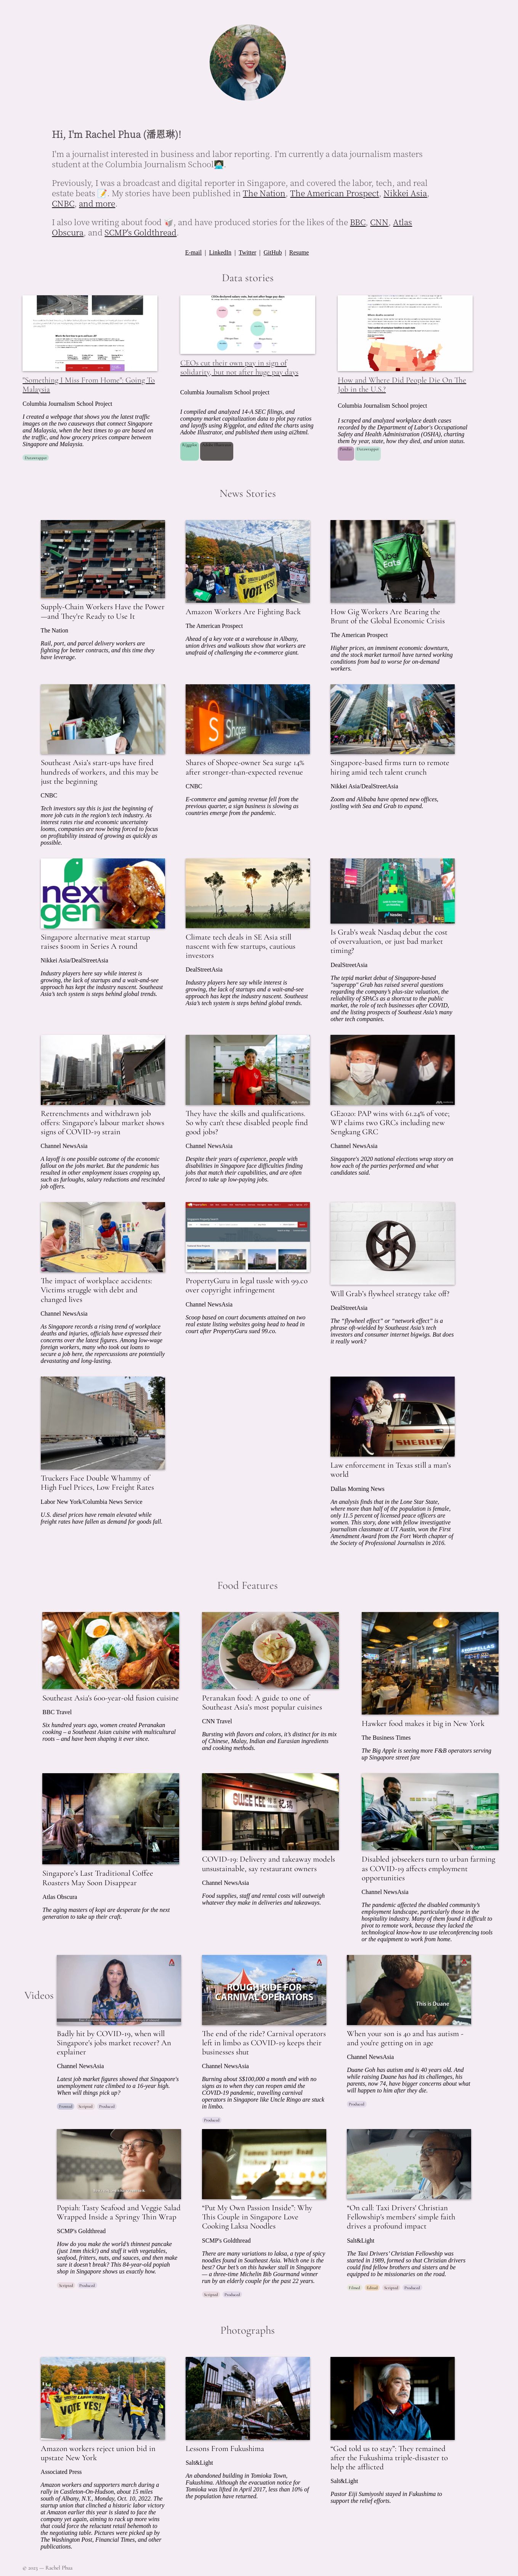 Hi, I'm Rachel Phua (潘恩琳)!
I'm a journalist interested in business and labor reporting. I'm currently a data journalism masters
student at the Columbia Journalism School👩🏻‍💻.
Previously, I was a broadcast and digital reporter in Singapore, and covered the labor, tech, and real
estate beats 📝. My stories have been published in The Nation, The American Prospect, Nikkei Asia,
CNBC, and more.
I also love writing about food 🥡, and have produced stories for the likes of the BBC, CNN, Atlas
Obscura, and SCMP's Goldthread.
E-mail | LinkedIn | Twitter | GitHub | Resume
Data stories
"Something I Miss From Home": Going To
Malaysia
Columbia Journalism School Project
I created a webpage that shows you the latest traffic
images on the two causeways that connect Singapore
and Malaysia, when the best times to go are based on
the traffic, and how grocery prices compare between
Singapore and Malaysia.
Datawrapper
CEOs cut their own pay in sign of
solidarity, but not after huge pay days
Columbia Journalism School project
I compiled and analyzed 14-A SEC filings, and
company market capitalization data to plot pay ratios
and layoffs using R/ggplot, and edited the charts using
Adobe Illustrator, and published them using ai2html.
R/ggplot
How and Where Did People Die On The
Job in the U.S.?
Columbia Journalism School project
I scraped and analyzed workplace death cases
recorded by the Department of Labor's Occupational
Safety and Health Administration (OSHA), charting
them by year, state, how they died, and union status.
Pandas Datawrapper
News Stories
VOTE YES!
Uber
Eats
Supply-Chain Workers Have the Power
—and They're Ready to Use It
The Nation
Rail, port, and parcel delivery workers are
fighting for better contracts, and this time they
have leverage.
Amazon Workers Are Fighting Back
The American Prospect
Ahead of a key vote at a warehouse in Albany,
union drives and walkouts show that workers are
unafraid of challenging the e-commerce giant.
How Gig Workers Are Bearing the
Brunt of the Global Economic Crisis
The American Prospect
Higher prices, an imminent economic downturn,
and the stock market turmoil have turned working
conditions from bad to worse for on-demand
workers.
Shopee
Southeast Asia's start-ups have fired
hundreds of workers, and this may be
just the beginning
CNBC
Tech investors say this is just the beginning of
more job cuts in the region's tech industry. As
interest rates rise and economic uncertainty
looms, companies are now being forced to focus
on profitability instead of growing as quickly as
possible.
Shares of Shopee-owner Sea surge 14%
after stronger-than-expected revenue
CNBC
E-commerce and gaming revenue fell from the
previous quarter, a sign business is slowing as
countries emerge from the pandemic.
Singapore-based firms turn to remote
hiring amid tech talent crunch
Nikkei Asia/DealStreetAsia
Zoom and Alibaba have opened new offices,
jostling with Sea and Grab to expand.
next
gen
Singapore alternative meat startup
raises $100m in Series A round
Nikkei Asia/DealStreetAsia
Industry players here say while interest is
growing, the lack of startups and a wait-and-see
approach has kept the industry nascent. Southeast
Asia's tech system is steps behind global trends.
Climate tech deals in SE Asia still
nascent with few startups, cautious
investors
DealStreetAsia
Industry players here say while interest is
growing, the lack of startups and a wait-and-see
approach has kept the industry nascent. Southeast
Asia's tech system is steps behind global trends.
Nasdaq
Is Grab's weak Nasdaq debut the cost
of overvaluation, or just bad market
timing?
DealStreetAsia
The tepid market debut of Singapore-based
"superapp" Grab has raised several questions
regarding the company's plus-size valuation, the
reliability of SPACs as a shortcut to the public
market, the role of tech businesses after COVID,
and the listing prospects of Southeast Asia's many
other tech companies.
Retrenchments and withdrawn job
offers: Singapore's labour market shows
signs of COVID-19 strain
Channel NewsAsia
A layoff is one possible outcome of the economic
fallout on the jobs market. But the pandemic has
resulted in other employment issues cropping up,
such as furloughs, salary reductions and rescinded
job offers.
They have the skills and qualifications.
So why can't these disabled people find
good jobs?
Channel NewsAsia
Despite their years of experience, people with
disabilities in Singapore face difficulties finding
jobs that match their capabilities, and are often
forced to take up low-paying jobs.
GE2020: PAP wins with 61.24% of vote;
WP claims two GRCs including new
Sengkang GRC
Channel NewsAsia
Singapore's 2020 national elections wrap story on
how each of the parties performed and what
candidates said.
The impact of workplace accidents:
Victims struggle with debt and
changed lives
Channel NewsAsia
As Singapore records a rising trend of workplace
deaths and injuries, officials have expressed their
concerns over the latest figures. Among low-wage
foreign workers, many who took out loans to
secure a job here, the repercussions are potentially
devastating and long-lasting.
PropertyGuru in legal tussle with 99.co
over copyright infringement
Channel NewsAsia
Scoop based on court documents attained on two
real estate listing websites going head to head in
court after PropertyGuru sued 99.co.
Will Grab's flywheel strategy take off?
DealStreetAsia
The "flywheel effect" or "network effect" is a
phrase oft-wielded by Southeast Asia's tech
investors and consumer internet bigwigs. But does
it really work?
SHERIFF
Truckers Face Double Whammy of
High Fuel Prices, Low Freight Rates
Labor New York/Columbia News Service
U.S. diesel prices have remain elevated while
freight rates have fallen as demand for goods fall.
Law enforcement in Texas still a man's
world
Dallas Morning News
An analysis finds that in the Lone Star State,
where more than half of the population is female,
only 11.5 percent of licensed peace officers are
women. This story, done with fellow investigative
journalism classmate at UT Austin, won the First
Amendment Award from the Fort Worth chapter of
the Society of Professional Journalists in 2016.
Food Features
Southeast Asia's 600-year-old fusion cuisine
BBC Travel
Six hundred years ago, women created Peranakan
cooking – a Southeast Asian cuisine with multicultural
roots – and have been shaping it ever since.
Peranakan food: A guide to one of
Southeast Asia's most popular cuisines
CNN Travel
Bursting with flavors and colors, it's distinct for its mix
of Chinese, Malay, Indian and Eurasian ingredients
and cooking methods.
Hawker food makes it big in New York
The Business Times
The Big Apple is seeing more F&B operators serving
up Singapore street fare
GWEE KEE
Singapore's Last Traditional Coffee
Roasters May Soon Disappear
Atlas Obscura
The aging masters of kopi are desperate for the next
generation to take up their craft.
COVID-19: Delivery and takeaway models
unsustainable, say restaurant owners
Channel NewsAsia
Food supplies, staff and rental costs will outweigh
whatever they make in deliveries and takeaways.
Disabled jobseekers turn to urban farming
as COVID-19 affects employment
opportunities
Channel NewsAsia
The pandemic affected the disabled community's
employment landscape, particularly those in the
hospitality industry. Many of them found it difficult to
pivot to remote work, because they lacked the
technological know-how to use teleconferencing tools
or the equipment to work from home.
Videos
Badly hit by COVID-19, when will
Singapore's jobs market recover? An
explainer
Channel NewsAsia
Latest job market figures showed that Singapore's
unemployment rate climbed to a 16-year high.
When will things pick up?
Fronted Scripted Produced
ROUGH RIDE FOR
CARNIVAL OPERATORS
The end of the ride? Carnival operators
left in limbo as COVID-19 keeps their
businesses shut
Channel NewsAsia
Burning about S$100,000 a month and with no
signs as to when they can reopen amid the
COVID-19 pandemic, travelling carnival
operators in Singapore like Uncle Ringo are stuck
in limbo.
Produced
This is Duane
When your son is 40 and has autism -
and you're getting on in age
Channel NewsAsia
Duane Goh has autism and is 40 years old. And
while raising Duane has had its challenges, his
parents, now 74, have bigger concerns about what
will happen to him after they die.
Produced
Popiah: Tasty Seafood and Veggie Salad
Wrapped Inside a Springy Thin Wrap
SCMP's Goldthread
How do you make the world's thinnest pancake
(just 1mm thick!) and stuff it with vegetables,
seafood, fritters, nuts, and sauces, and then make
sure it doesn't break? This 84-year-old popiah
shop in Singapore shows us exactly how.
Scripted Produced
"Put My Own Passion Inside": Why
This Couple in Singapore Love
Cooking Laksa Noodles
SCMP's Goldthread
There are many variations to laksa, a type of spicy
noodles found in Southeast Asia. Which one is the
best? Our bet's on this hawker stall in Singapore
— a three-time Michelin Bib Gourmand winner
run by an elderly couple for the past 22 years.
Scripted Produced
"On call: Taxi Drivers' Christian
Fellowship's members' simple faith
drives a profound impact
Salt&Light
The Taxi Drivers' Christian Fellowship was
started in 1989, formed so that Christian drivers
could find fellow brothers and sisters and be
equipped to be missionaries on the road.
Filmed Edited Scripted Produced
Photographs
VOTE YES!
Amazon workers reject union bid in
upstate New York
Associated Press
Amazon workers and supporters march during a
rally in Castleton-On-Hudson, about 15 miles
south of Albany, N.Y., Monday, Oct. 10, 2022. The
startup union that clinched a historic labor victory
at Amazon earlier this year is slated to face the
company yet again, aiming to rack up more wins
that could force the reluctant retail behemoth to
the negotiating table. Pictures were picked up by
The Washington Post, Financial Times, and other
publications.
Lessons From Fukushima
Salt&Light
An abandoned building in Tomioka Town,
Fukushima. Although the evacuation notice for
Tomioka was lifted in April 2017, less than 10% of
the population have returned.
"God told us to stay": They remained
after the Fukushima triple-disaster to
help the afflicted
Salt&Light
Pastor Eiji Sumiyoshi stayed in Fukushima to
support the relief efforts.
© 2023 — Rachel Phua